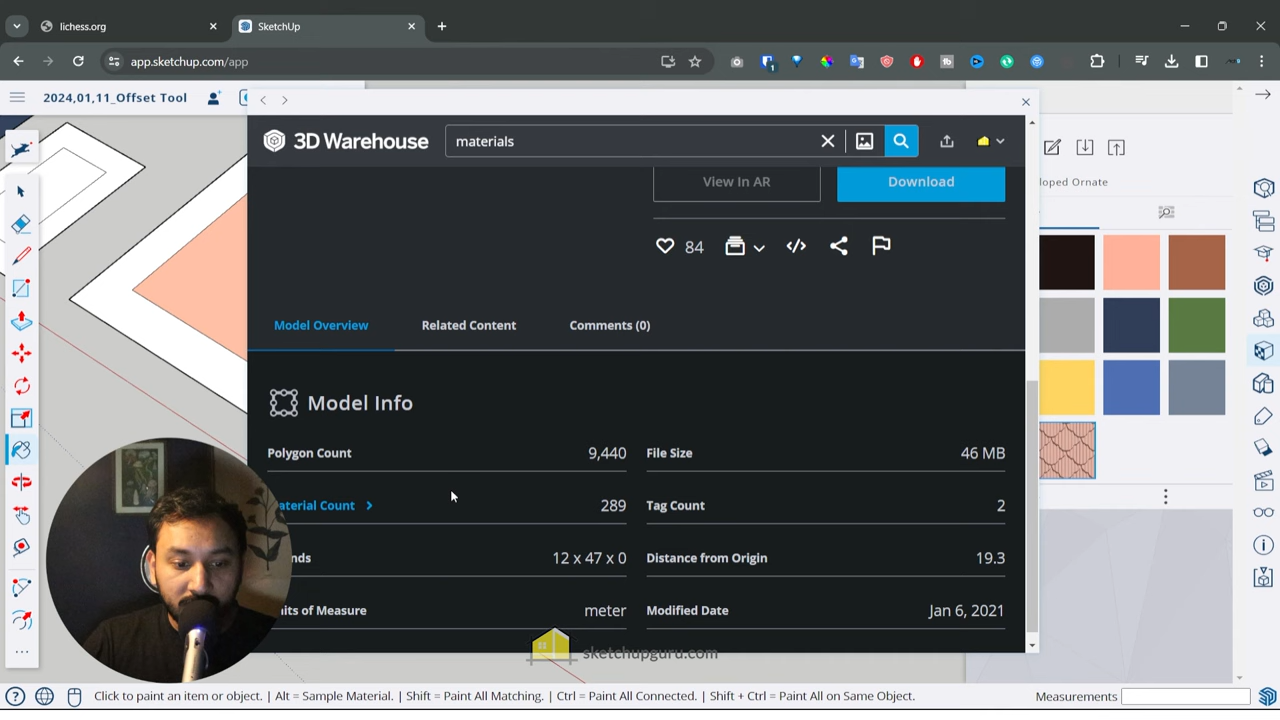 lichess.org
SketchUp
app.sketchup.com/app
2024,01,11_Offset Tool
3D Warehouse
materials
View In AR
Download
84
loped Ornate
Model Overview
Related Content
Comments (0)
Model Info
Polygon Count 9,440
File Size 46 MB
aterial Count > 289
Tag Count 2
nds 12 x 47 x 0
Distance from Origin 19.3
its of Measure meter
Modified Date Jan 6, 2021
sketchupguru.com
Click to paint an item or object. | Alt = Sample Material. | Shift = Paint All Matching. | Ctrl = Paint All Connected. | Shift + Ctrl = Paint All on Same Object.
Measurements